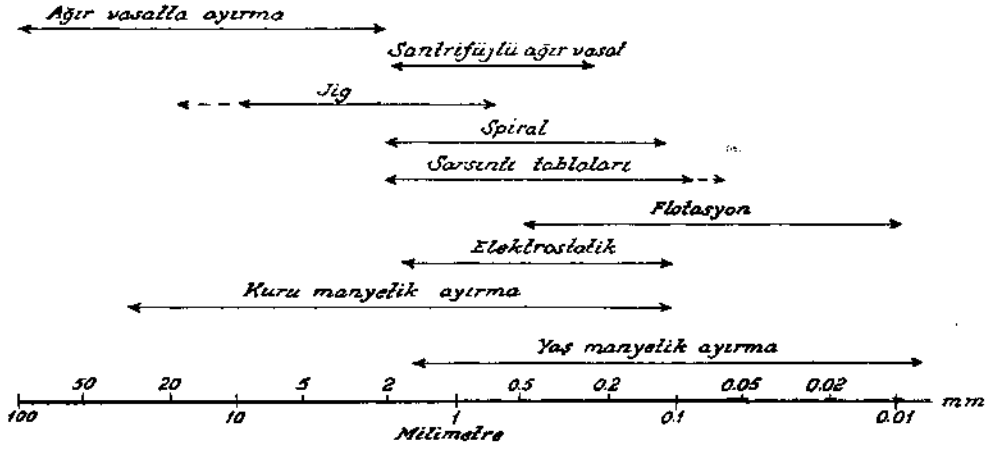 Ağır vasatla ayırma
Santrifüjlü ağır vasat
Jig
Spiral
Sarsıntı tablaları
Flotasyon
Elektrostatik
Kuru manyetik ayırma
Yaş manyetik ayırma
50 20 5 2 0.5 0.2 0.05 0.02
100 10 1 0.1 0.01 mm
Milimetre